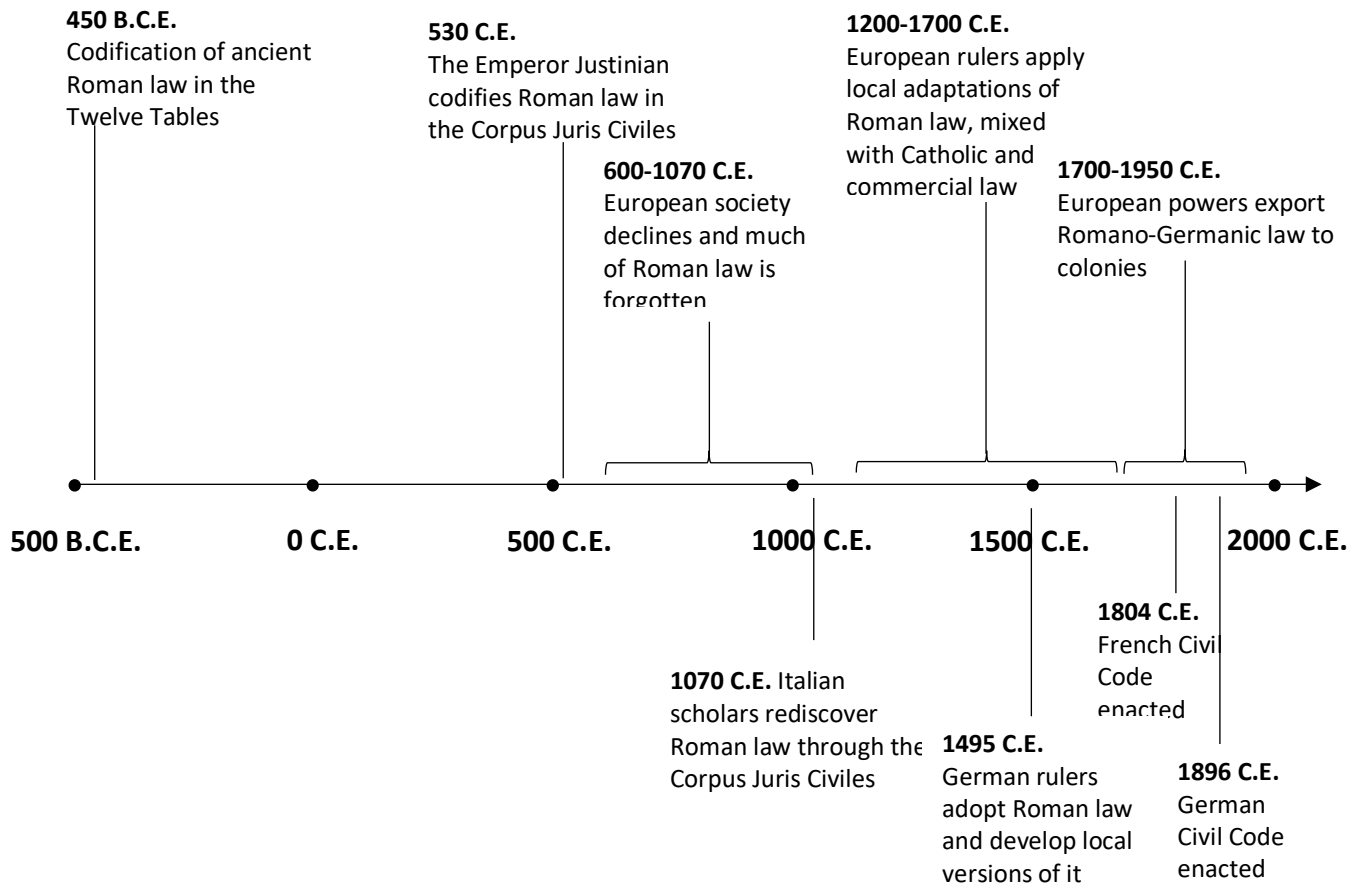 450 B.C.E.
Codification of ancient
Roman law in the
Twelve Tables
530 C.E.
The Emperor Justinian
codifies Roman law in
the Corpus Juris Civiles
600-1070 C.E.
European society
declines and much
of Roman law is
forgotten
1200-1700 C.E.
European rulers apply
local adaptations of
Roman law, mixed
with Catholic and
commercial law
1700-1950 C.E.
European powers export
Romano-Germanic law to
colonies
500 B.C.E.
0 C.E.
500 C.E.
1000 C.E.
1500 C.E.
2000 C.E.
1070 C.E. Italian
scholars rediscover
Roman law through the
Corpus Juris Civiles
1495 C.E.
German rulers
adopt Roman law
and develop local
versions of it
1804 C.E.
French Civil
Code
enacted
1896 C.E.
German
Civil Code
enacted